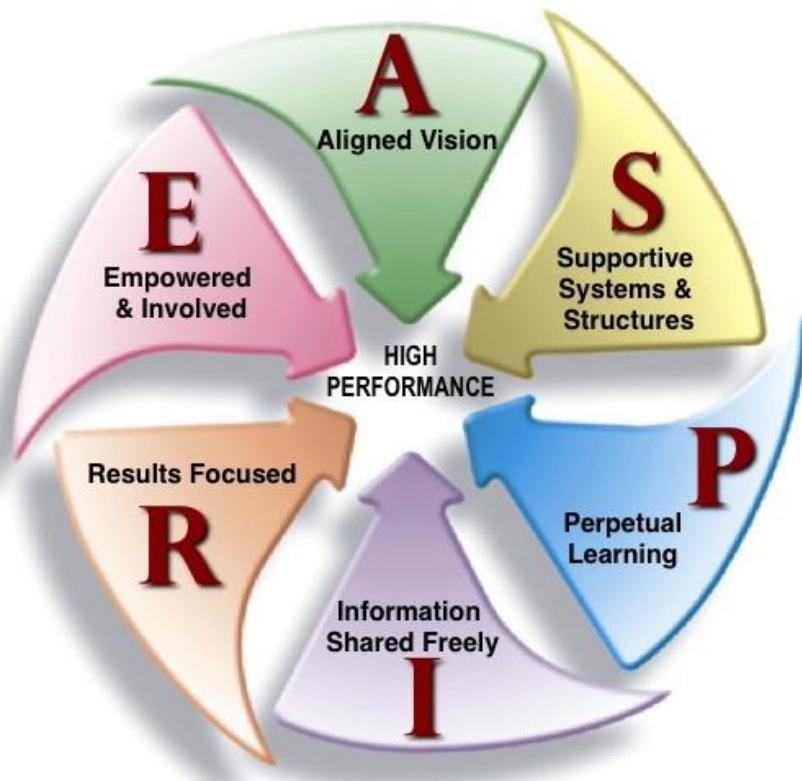 A
Aligned Vision
S
Supportive
Systems &
Structures
P
Perpetual
Learning
Information
Shared Freely
I
Results Focused
R
E
Empowered
& Involved
HIGH
PERFORMANCE